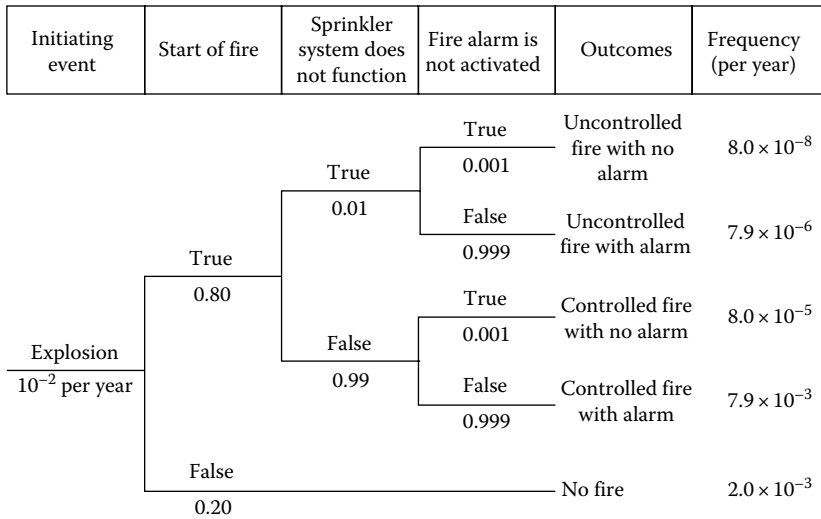 Initiating
event
Start of fire
Sprinkler
system does
not function
Fire alarm is
not activated
Outcomes
Frequency
(per year)
True
0.001
Uncontrolled
fire with no
alarm
8.0 × 10⁻⁸
True
0.01
False
0.999
Uncontrolled
fire with alarm
7.9 × 10⁻⁶
True
0.80
True
0.001
Controlled fire
with no alarm
8.0 × 10⁻⁵
False
0.99
Explosion
10⁻² per year
False
0.999
Controlled fire
with alarm
7.9 × 10⁻³
False
0.20
No fire
2.0 × 10⁻³